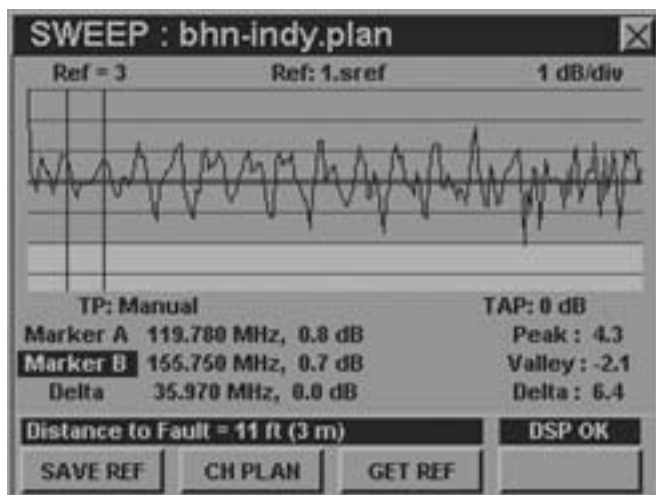 SWEEP : bhn-indy.plan
Ref = 3 Ref: 1.sref 1 dB/div
TP: Manual TAP: 0 dB
Marker A 119.780 MHz, 0.8 dB Peak : 4.3
Marker B 155.750 MHz, 0.7 dB Valley : -2.1
Delta 35.970 MHz, 0.0 dB Delta : 6.4
Distance to Fault = 11 ft (3 m) DSP OK
SAVE REF CH PLAN GET REF